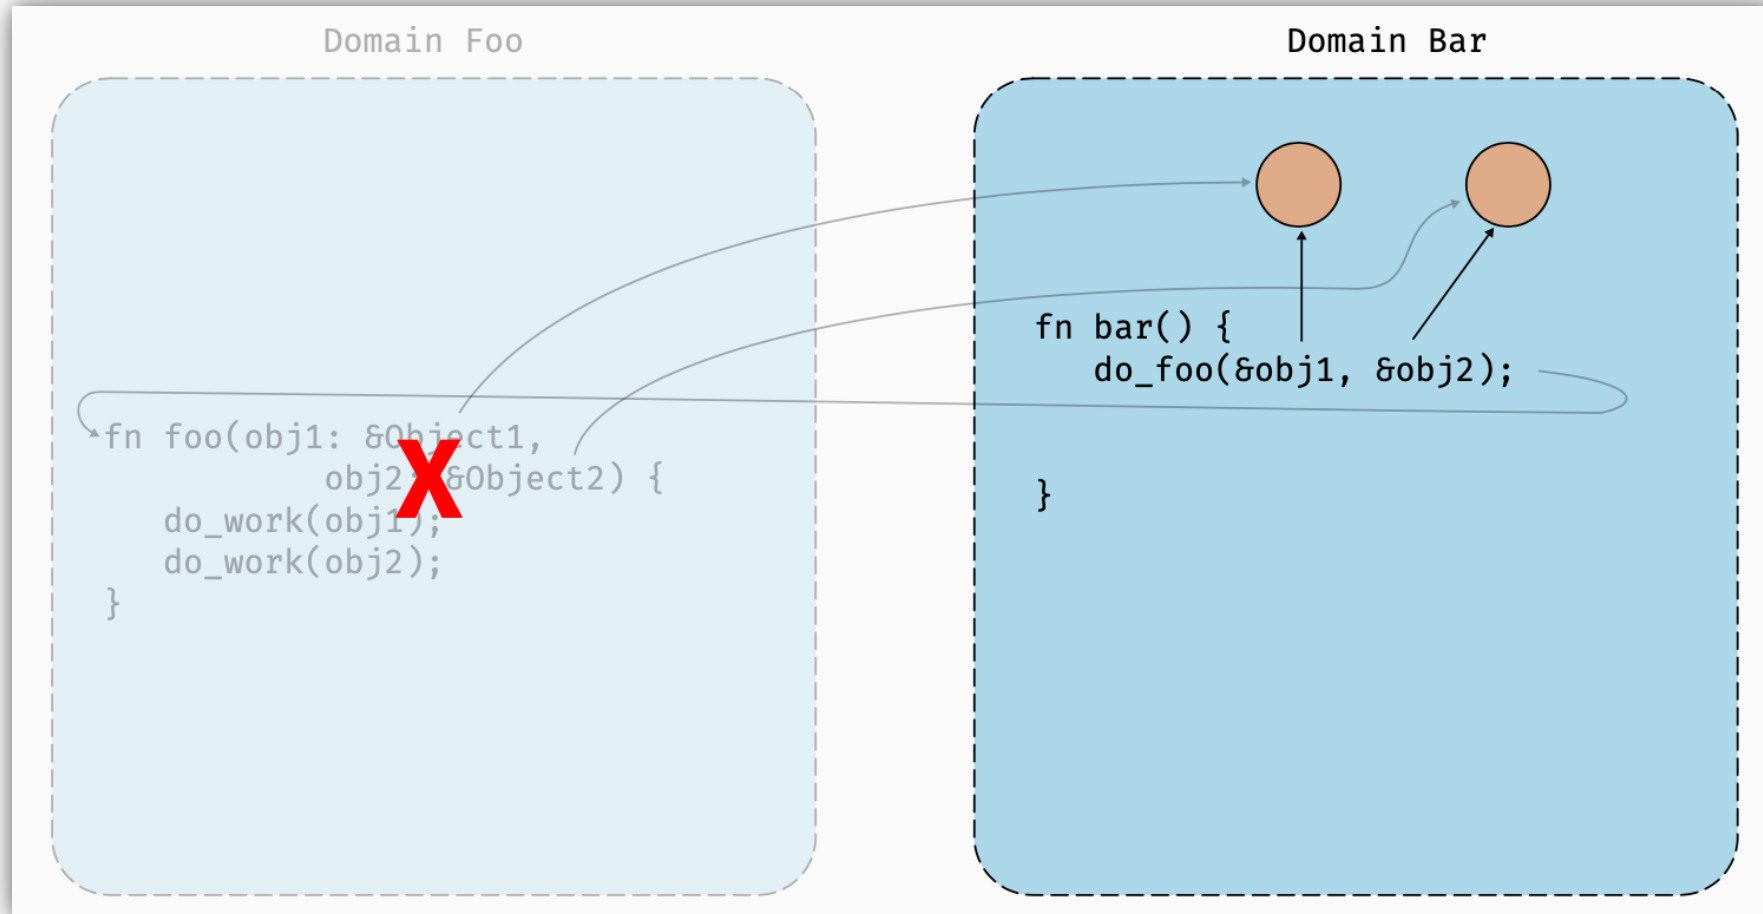 Domain Foo
Domain Bar
fn bar() {
do_foo(&obj1, &obj2);
}
fn foo(obj1: &Object1,
obj2: &Object2) {
do_work(obj1);
do_work(obj2);
}
X